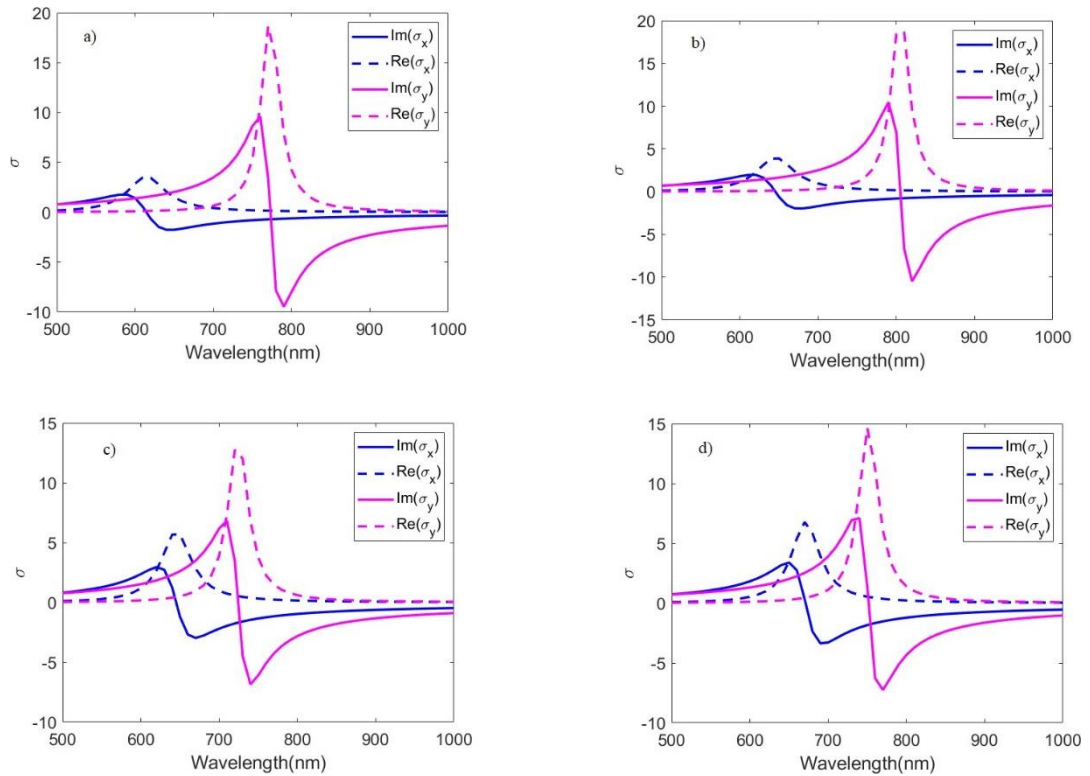 a)
20
15
10
5
0
-5
-10
σ
500 600 700 800 900 1000
Wavelength(nm)
Im(σx)
Re(σx)
Im(σy)
Re(σy)
b)
20
15
10
5
0
-5
-10
-15
σ
500 600 700 800 900 1000
Wavelength(nm)
Im(σx)
Re(σx)
Im(σy)
Re(σy)
c)
15
10
5
0
-5
-10
σ
500 600 700 800 900 1000
Wavelength(nm)
Im(σx)
Re(σx)
Im(σy)
Re(σy)
d)
15
10
5
0
-5
-10
σ
500 600 700 800 900 1000
Wavelength(nm)
Im(σx)
Re(σx)
Im(σy)
Re(σy)